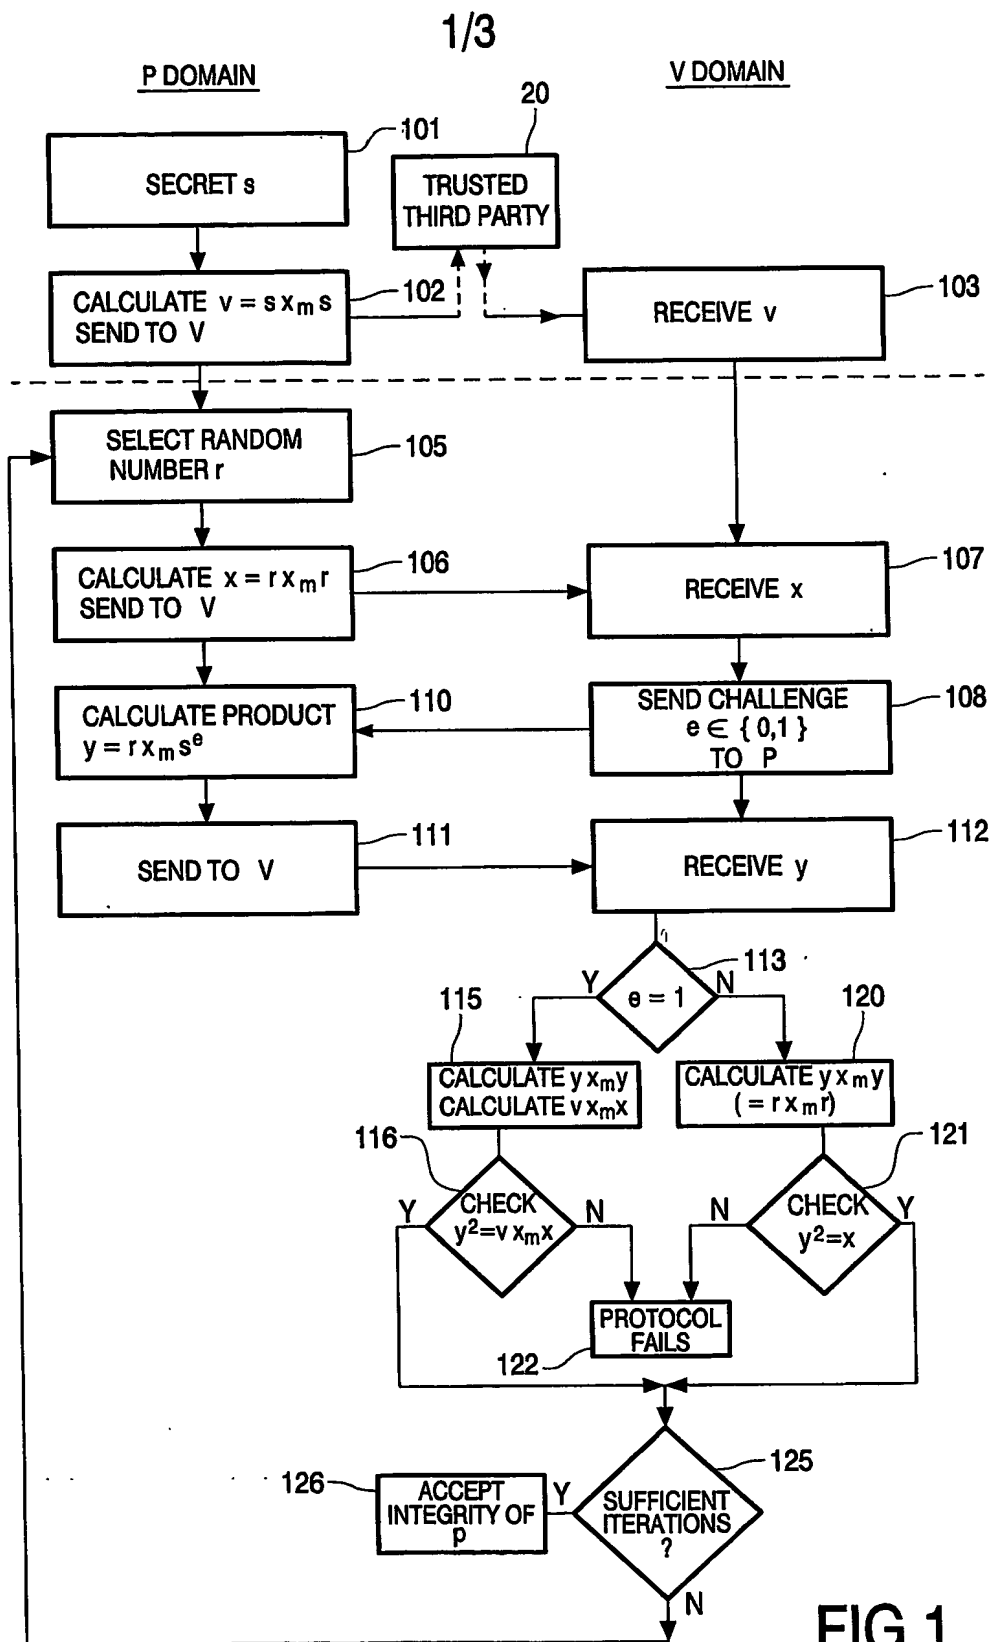 1/3
P DOMAIN
V DOMAIN
20
101
SECRET s
TRUSTED
THIRD PARTY
102
CALCULATE v = s xₘ s
SEND TO V
103
RECEIVE v
SELECT RANDOM
NUMBER r
105
106
CALCULATE x = r xₘ r
SEND TO V
107
RECEIVE x
110
CALCULATE PRODUCT
y = r xₘ sᵉ
108
SEND CHALLENGE
e ∈ { 0,1 }
TO P
111
SEND TO V
112
RECEIVE y
113
Y
e = 1
N
115
CALCULATE y xₘ y
CALCULATE v xₘ x
120
CALCULATE y xₘ y
( = r xₘ r)
116
Y
CHECK
y² = v xₘ x
N
121
N
CHECK
y² = x
Y
PROTOCOL
FAILS
122
125
SUFFICIENT
ITERATIONS
?
Y
126
ACCEPT
INTEGRITY OF
p
N
FIG.1